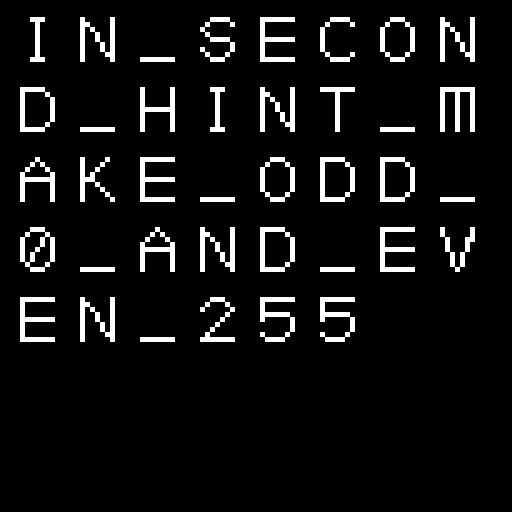 IN_SECON
D_HINT_M
AKE_ODD_
0_AND_EV
EN_255